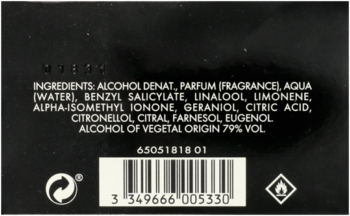 INGREDIENTS: ALCOHOL DENAT., PARFUM (FRAGRANCE), AQUA
(WATER), BENZYL SALICYLATE, LINALOOL, LIMONENE,
ALPHA-ISOMETHYL IONONE, GERANIOL, CITRIC ACID,
CITRONELLOL, CITRAL, FARNESOL, EUGENOL.
ALCOHOL OF VEGETAL ORIGIN 79% VOL.
65051818 01
3 349666 005330